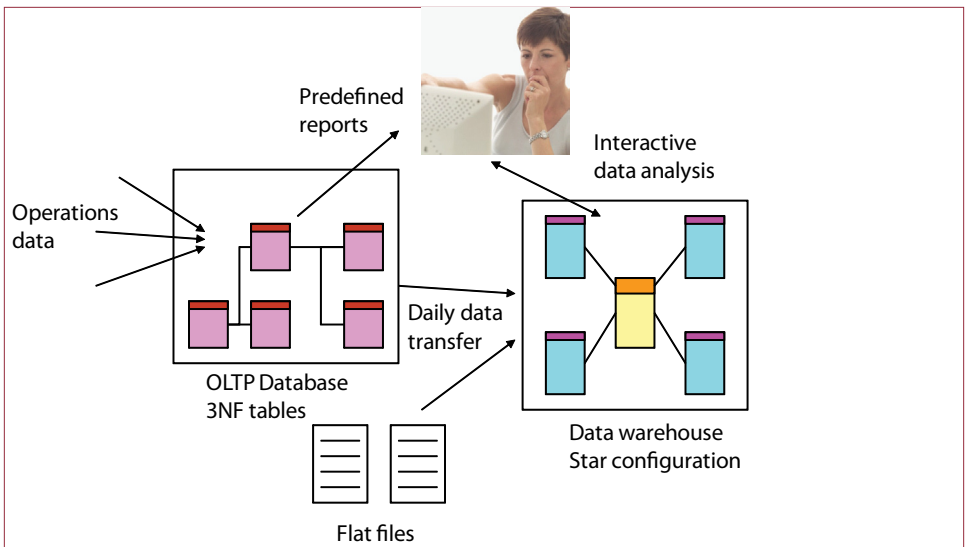 Predefined
reports
Interactive
data analysis
Operations
data
Daily data
transfer
OLTP Database
3NF tables
Data warehouse
Star configuration
Flat files